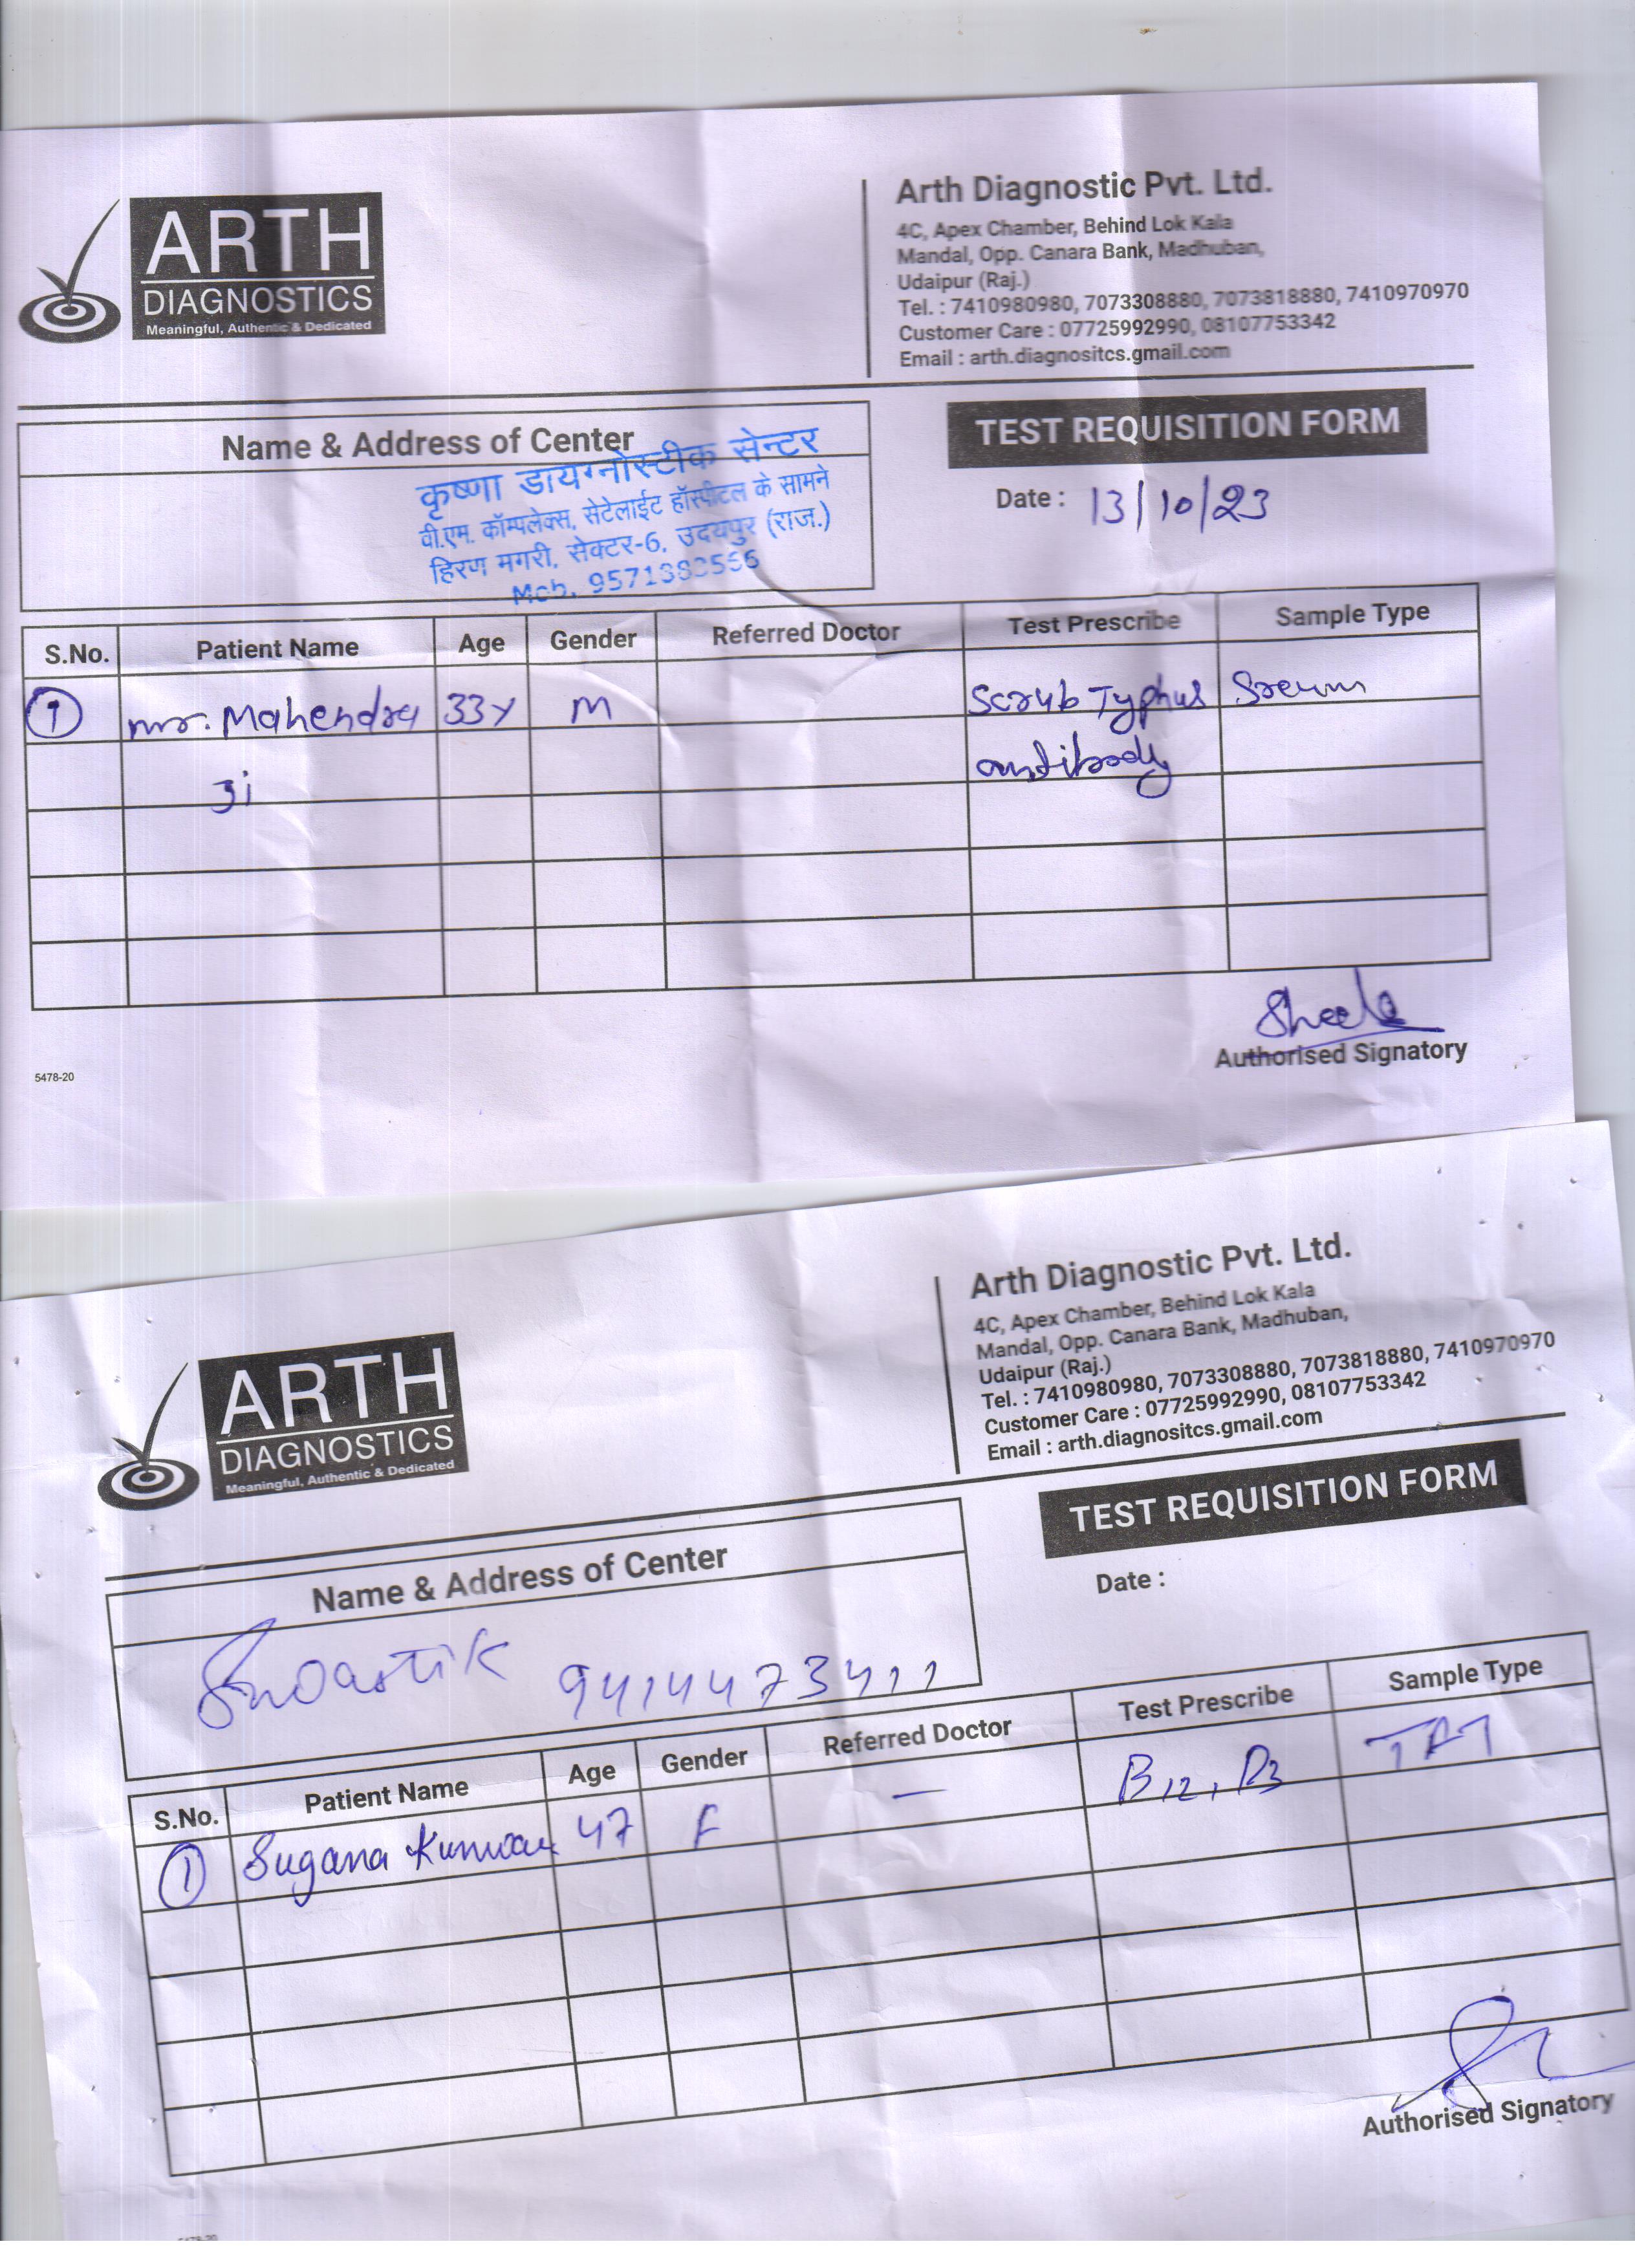 ARTH
DIAGNOSTICS
Meaningful, Authentic & Dedicated
Arth Diagnostic Pvt. Ltd.
4C, Apex Chamber, Behind Lok Kala
Mandal, Opp. Canara Bank, Madhuban,
Udaipur (Raj.)
Tel. : 7410980980, 7073308880, 7073818880, 7410970970
Customer Care : 07725992990, 08107753342
Email : arth.diagnositcs.gmail.com
Name & Address of Center
कृष्णा डायग्नोस्टीक सेन्टर
वी.एम. कॉम्पलेक्स, सेटेलाईट हॉस्पीटल के सामने
हिरण मगरी, सेक्टर-6, उदयपुर (राज.)
Mob.
TEST REQUISITION FORM
Date : 13/10/23
S.No. Patient Name Age Gender Referred Doctor Test Prescribe Sample Type
1 mr. Mahendra 33y M Scrub Typhus Sreum
Ji antibody
Sheela
Authorised Signatory
5478-20
ARTH
DIAGNOSTICS
Meaningful, Authentic & Dedicated
Arth Diagnostic Pvt. Ltd.
4C, Apex Chamber, Behind Lok Kala
Mandal, Opp. Canara Bank, Madhuban,
Udaipur (Raj.)
Tel. : 7410980980, 7073308880, 7073818880, 7410970970
Customer Care : 07725992990, 08107753342
Email : arth.diagnositcs.gmail.com
TEST REQUISITION FORM
Date :
Name & Address of Center
Swastik 9414473411
S.No. Patient Name Age Gender Referred Doctor Test Prescribe Sample Type
1 Sugana Kunwar 47 F — B12, D3
Authorised Signatory